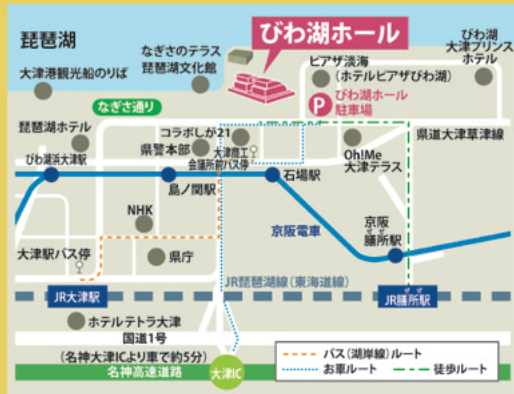 琵琶湖
なぎさのテラス
琵琶湖文化館
びわ湖ホール
びわ湖
大津プリンス
ホテル
大津港観光船のりば
ピアザ淡海
(ホテルピアザびわ湖)
なぎさ通り
P
びわ湖ホール
駐車場
琵琶湖ホテル
コラボしが21
県警本部
大津商工
会議所前バス停
県道大津草津線
Oh!Me
大津テラス
びわ湖浜大津駅
島ノ関駅
石場駅
NHK
京阪電車
京阪
膳所駅
ぜぜ
大津駅バス停
県庁
JR琵琶湖線(東海道線)
JR大津駅
JR膳所駅
ぜぜ
ホテルテトラ大津
国道1号
(名神大津ICより車で約5分)
名神高速道路
大津IC
バス(湖岸線)ルート
お車ルート
徒歩ルート